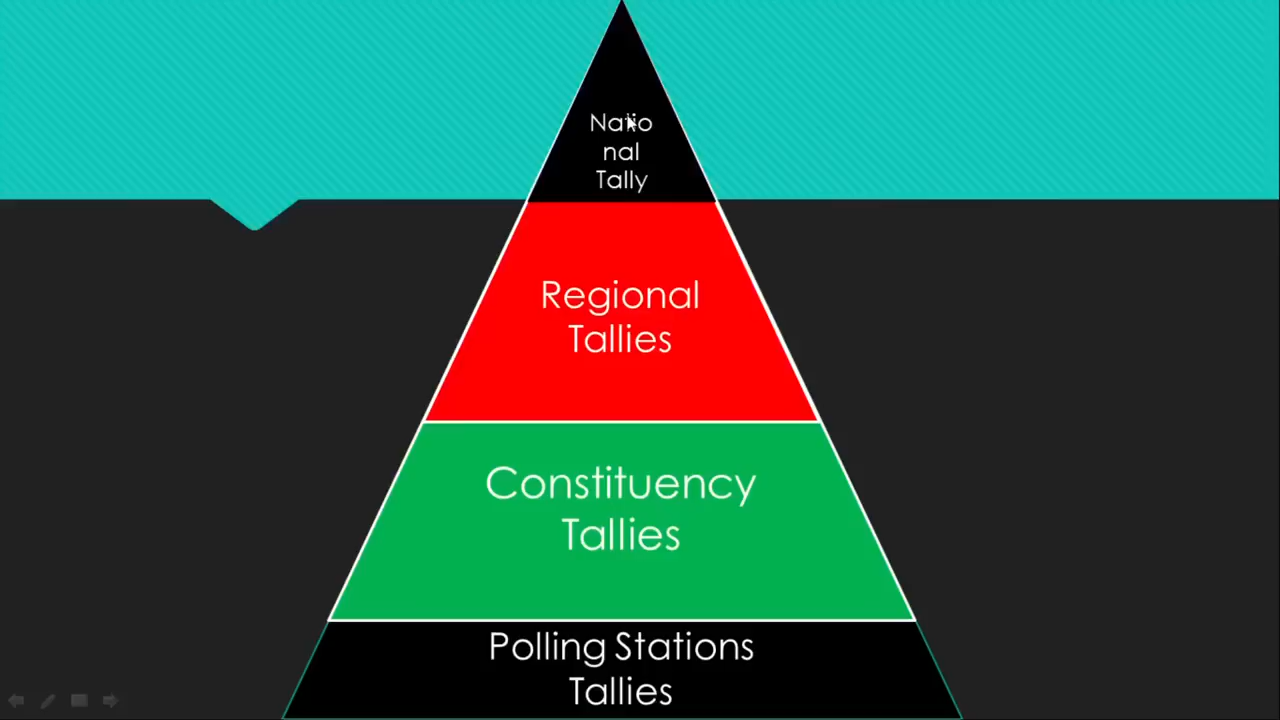 Natio
nal
Tally
Regional
Tallies
Constituency
Tallies
Polling Stations
Tallies